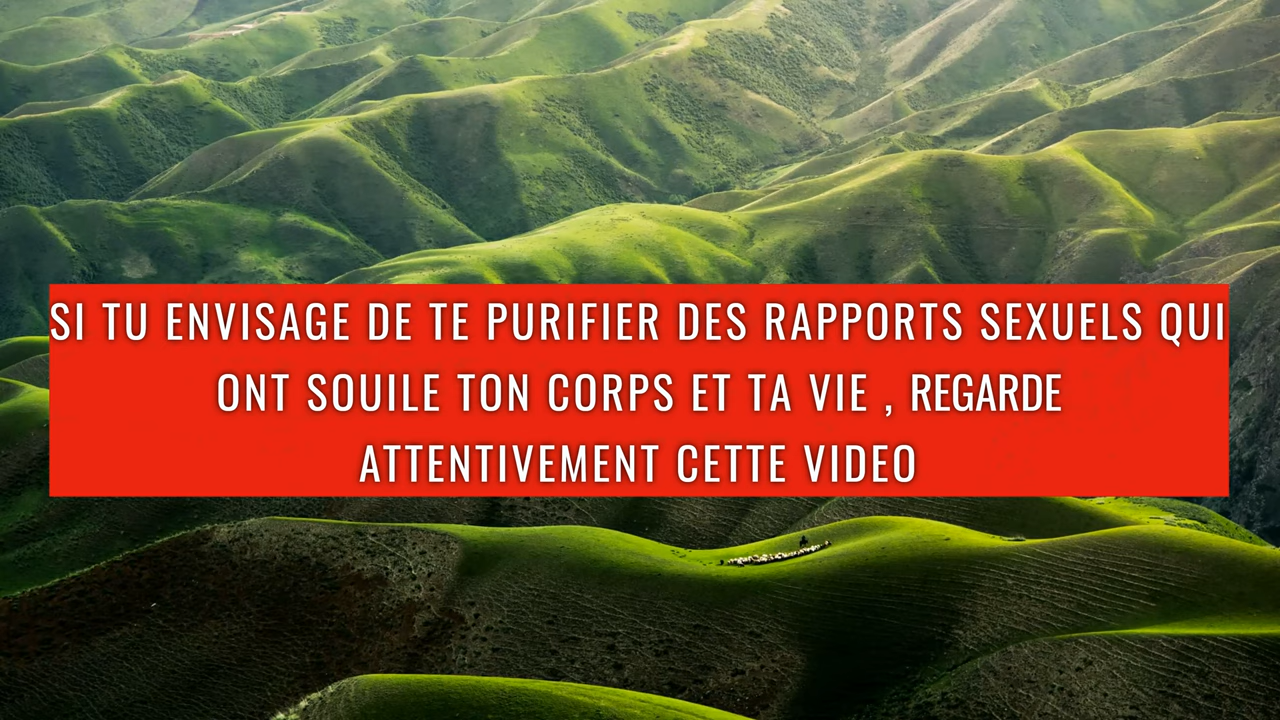 SI TU ENVISAGE DE TE PURIFIER DES RAPPORTS SEXUELS QUI
ONT SOUILE TON CORPS ET TA VIE , REGARDE
ATTENTIVEMENT CETTE VIDEO